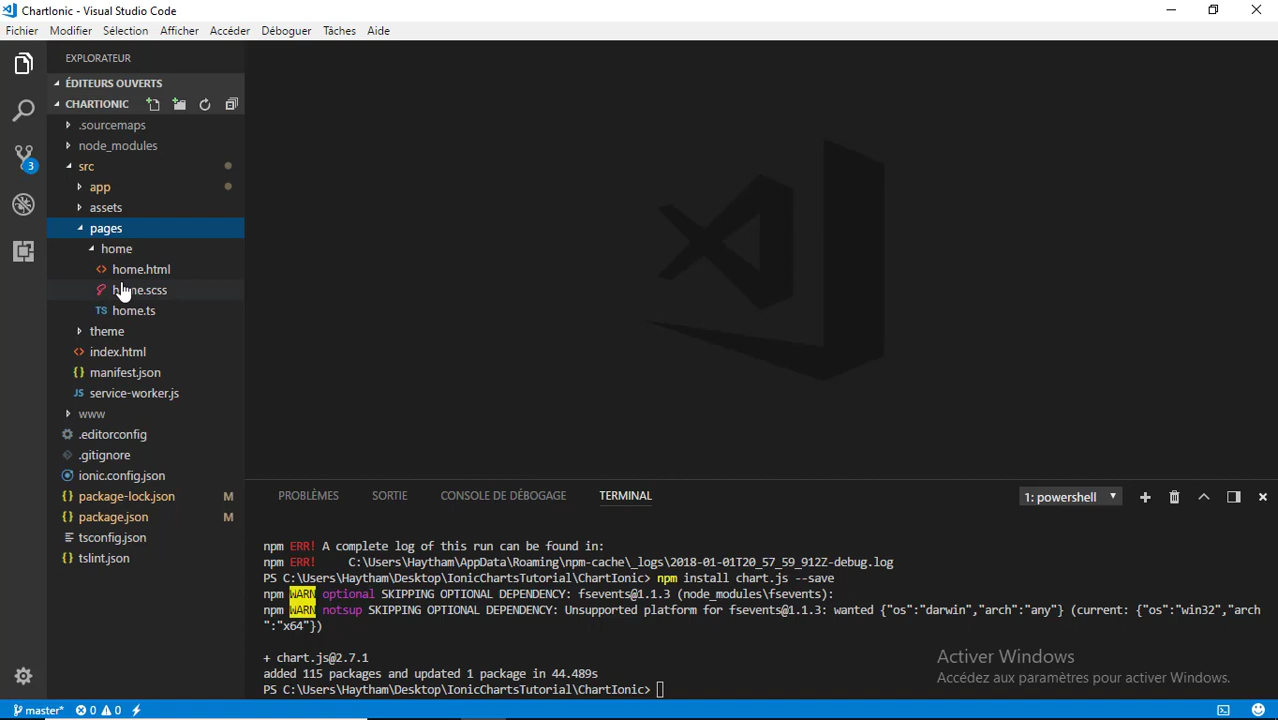 ChartIonic - Visual Studio Code
Fichier Modifier Sélection Afficher Accéder Déboguer Tâches Aide
EXPLORATEUR
ÉDITEURS OUVERTS
CHARTIONIC
.sourcemaps
node_modules
src
app
assets
pages
home
home.html
home.scss
TS home.ts
theme
index.html
{} manifest.json
JS service-worker.js
www
.editorconfig
.gitignore
ionic.config.json
{} package-lock.json M
{} package.json M
tsconfig.json
{} tslint.json
3
PROBLÈMES SORTIE CONSOLE DE DÉBOGAGE TERMINAL 1: powershell
npm ERR! A complete log of this run can be found in:
npm ERR!     C:\Users\Haytham\AppData\Roaming\npm-cache\_logs\2018-01-01T20_57_59_912Z-debug.log
PS C:\Users\Haytham\Desktop\IonicChartsTutorial\ChartIonic> npm install chart.js --save
npm WARN optional SKIPPING OPTIONAL DEPENDENCY: fsevents@1.1.3 (node_modules\fsevents):
npm WARN notsup SKIPPING OPTIONAL DEPENDENCY: Unsupported platform for fsevents@1.1.3: wanted {"os":"darwin","arch":"any"} (current: {"os":"win32","arch
":"x64"})
+ chart.js@2.7.1
added 115 packages and updated 1 package in 44.489s
PS C:\Users\Haytham\Desktop\IonicChartsTutorial\ChartIonic>
Activer Windows
Accédez aux paramètres pour activer Windows.
master* 0 0